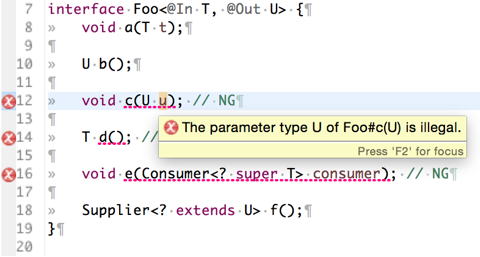 7 interface Foo<@In T, @Out U> {¶
8 » void a(T t);¶
9 ¶
10 » U b();¶
11 ¶
12 » void c(U u); // NG¶
13
The parameter type U of Foo#c(U) is illegal.
14 » T d(); //
Press 'F2' for focus
15
16 » void e(Consumer<? super T> consumer); // NG¶
17 ¶
18 » Supplier<? extends U> f();¶
19 }¶
20